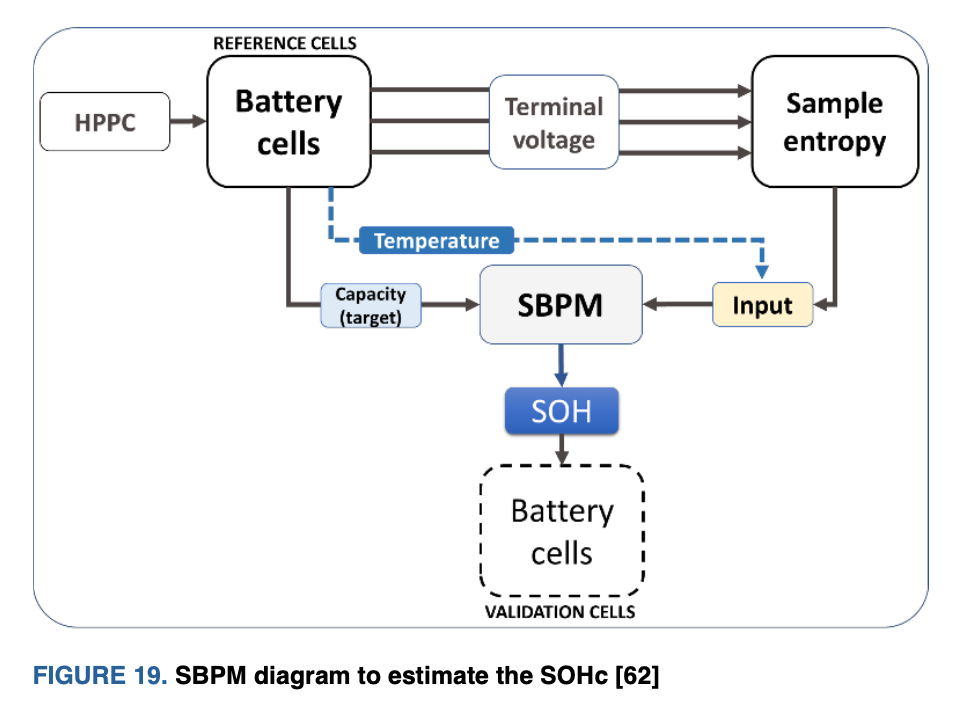 REFERENCE CELLS
HPPC
Battery
cells
Terminal
voltage
Sample
entropy
Temperature
Capacity
(target)
SBPM
Input
SOH
Battery
cells
VALIDATION CELLS
FIGURE 19. SBPM diagram to estimate the SOHc [62]